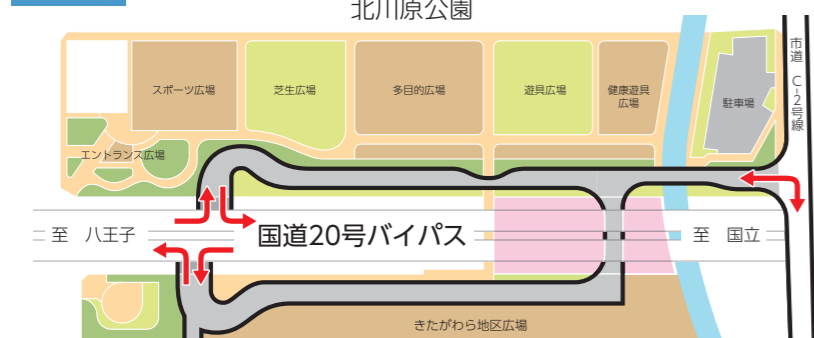 北川原公園
スポーツ広場
芝生広場
多目的広場
遊具広場
健康遊具
広場
駐車場
市道 C-2号線
エントランス広場
至 八王子
国道20号バイパス
至 国立
きたがわら地区広場